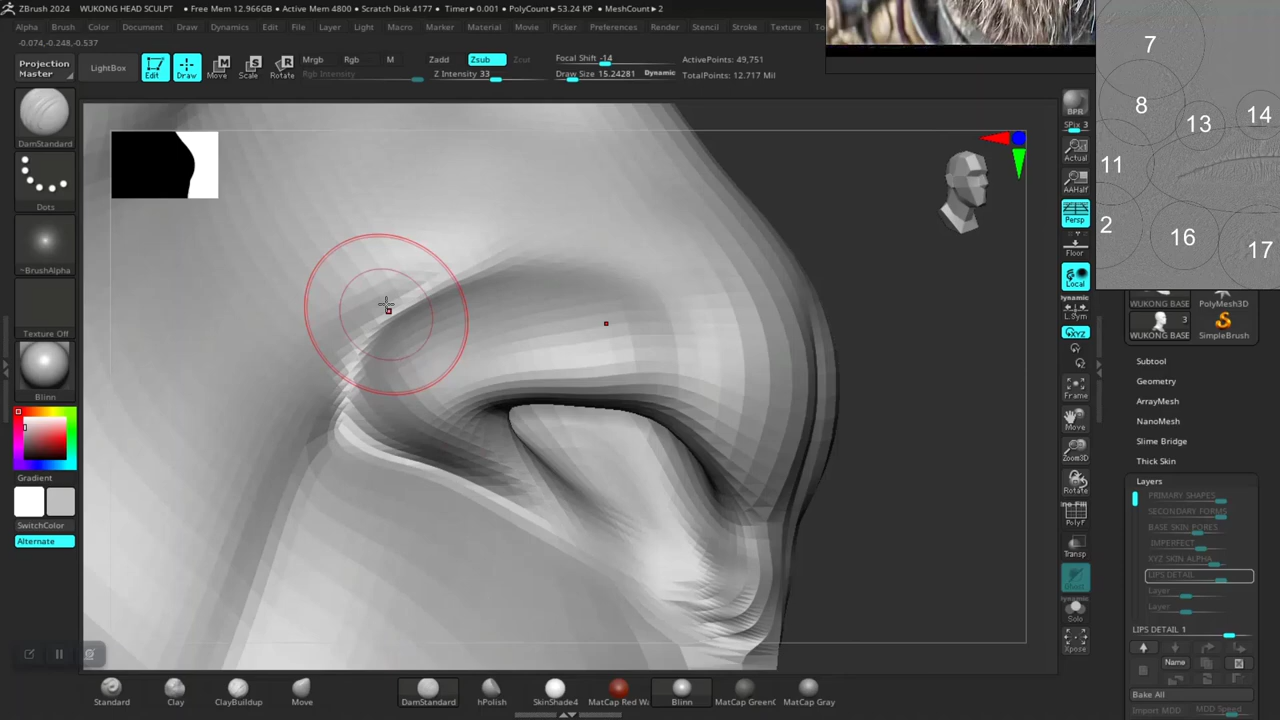 ZBrush 2024 WUKONG HEAD SCULPT • Free Mem 12.966GB • Active Mem 4800 • Scratch Disk 4177 • Timer▶0.001 • PolyCount▶53.24 KP • MeshCount▶2
Alpha Brush Color Document Draw Dynamics Edit File Layer Light Macro Marker Material Movie Picker Preferences Render Stencil Stroke Texture
-0.074,-0.248,-0.537
Projection Master
LightBox
Edit
Draw
Move
Scale
Rotate
Mrgb
Rgb
M
Rgb Intensity
Zadd
Zsub
Zcut
Z Intensity 33
Focal Shift -14
Draw Size 15.24281
Dynamic
ActivePoints: 49,751
TotalPoints: 12.717 Mil
DamStandard
Dots
~BrushAlpha
Texture Off
Blinn
Gradient
SwitchColor
Alternate
BPR
SPix 3
Actual
AAHalf
Persp
Floor
Local
Dynamic
L.Sym
XYZ
Frame
Move
Zoom3D
Rotate
Line Fill
PolyF
Transp
Ghost
Dynamic
Solo
Xpose
7
8
13
14
11
2
16
17
WUKONG BASE
PolyMesh3D
3
WUKONG BASE
SimpleBrush
Subtool
Geometry
ArrayMesh
NanoMesh
Slime Bridge
Thick Skin
Layers
PRIMARY SHAPES
SECONDARY FORMS
BASE SKIN PORES
IMPERFECT
XYZ SKIN ALPHA
LIPS DETAIL
Layer
Layer
LIPS DETAIL 1
Name
Bake All
Import MDD
MDD Speed
Standard
Clay
ClayBuildup
Move
DamStandard
hPolish
SkinShade4
MatCap Red Wa
Blinn
MatCap GreenC
MatCap Gray